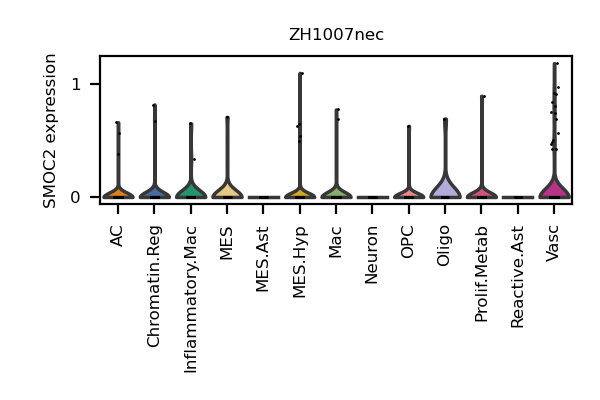 ZH1007nec
SMOC2 expression
1
0
AC
Chromatin.Reg
Inflammatory.Mac
MES
MES.Ast
MES.Hyp
Mac
Neuron
OPC
Oligo
Prolif.Metab
Reactive.Ast
Vasc